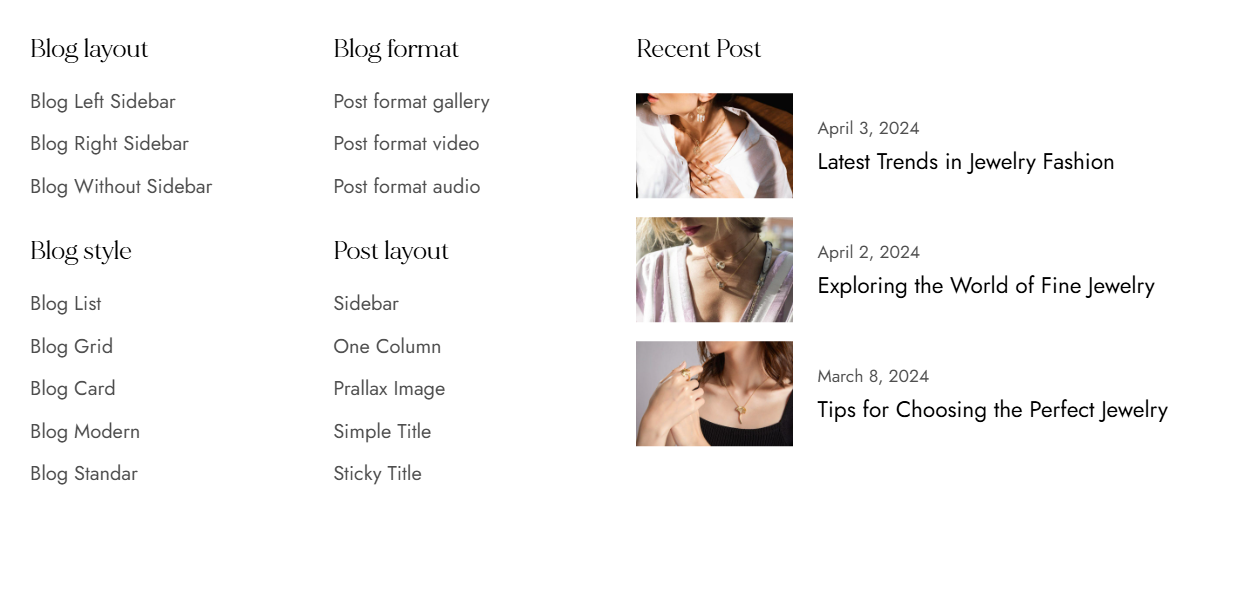 Blog layout
Blog Left Sidebar
Blog Right Sidebar
Blog Without Sidebar
Blog style
Blog List
Blog Grid
Blog Card
Blog Modern
Blog Standar
Blog format
Post format gallery
Post format video
Post format audio
Post layout
Sidebar
One Column
Prallax Image
Simple Title
Sticky Title
Recent Post
April 3, 2024
Latest Trends in Jewelry Fashion
April 2, 2024
Exploring the World of Fine Jewelry
March 8, 2024
Tips for Choosing the Perfect Jewelry